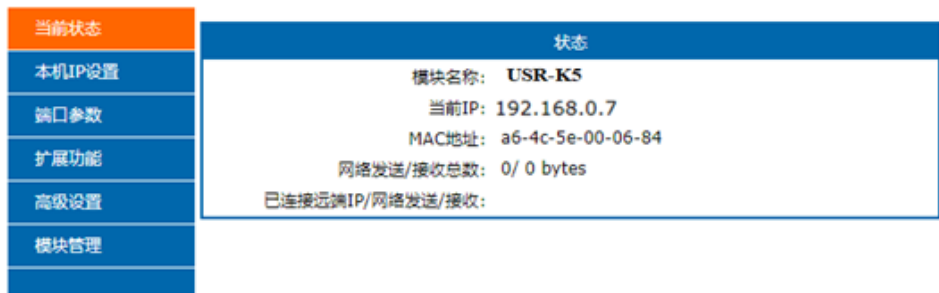 当前状态
本机IP设置
端口参数
扩展功能
高级设置
模块管理
状态
模块名称: USR-K5
当前IP: 192.168.0.7
MAC地址: a6-4c-5e-00-06-84
网络发送/接收总数: 0/ 0 bytes
已连接远端IP/网络发送/接收: